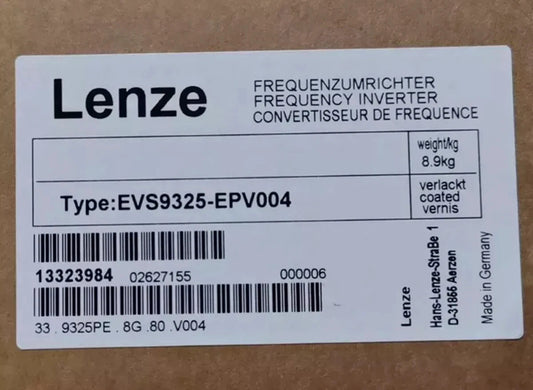 Lenze
FREQUENZUMRICHTER
FREQUENCY INVERTER
CONVERTISSEUR DE FREQUENCE
weight/kg
8.9kg
Type:EVS9325-EPV004
verlackt
coated
vernis
13323984 02627155 000006
33 . 9325PE . 8G .80 .V004
Lenze
Hans-Lenze-StraBe 1
D-31855 Aerzen
Made in Germany